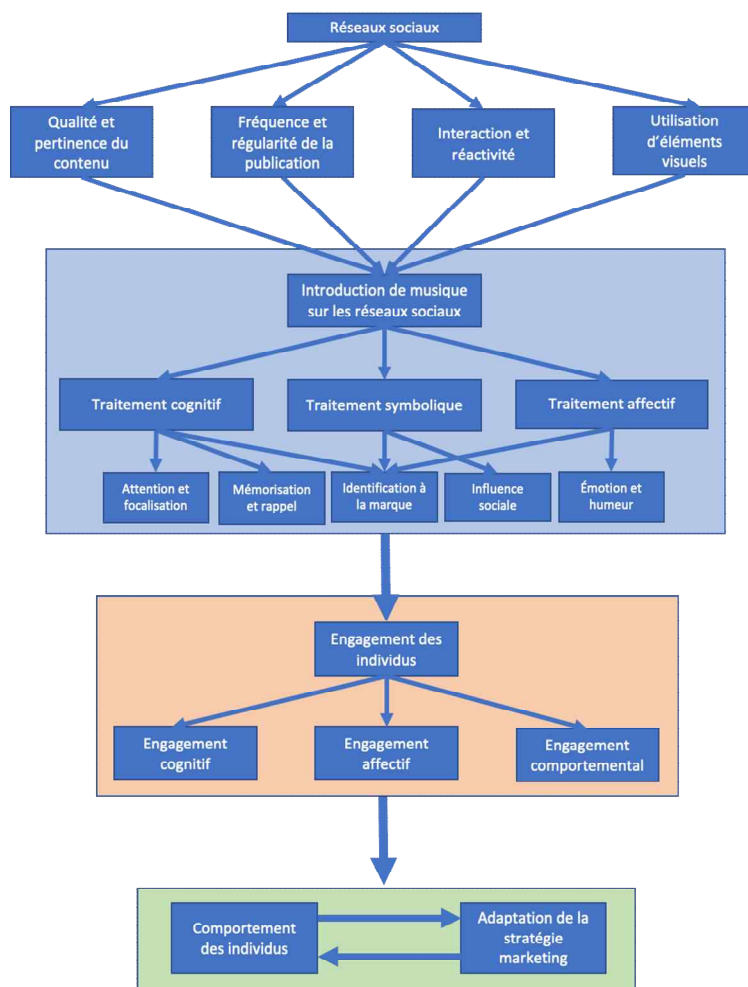 Réseaux sociaux
Qualité et
pertinence du
contenu
Fréquence et
régularité de la
publication
Interaction et
réactivité
Utilisation
d'éléments
visuels
Introduction de musique
sur les réseaux sociaux
Traitement cognitif
Traitement symbolique
Traitement affectif
Attention et
focalisation
Mémorisation
et rappel
Identification à
la marque
Influence
sociale
Émotion et
humeur
Engagement des
individus
Engagement
cognitif
Engagement
affectif
Engagement
comportemental
Comportement
des individus
Adaptation de la
stratégie
marketing